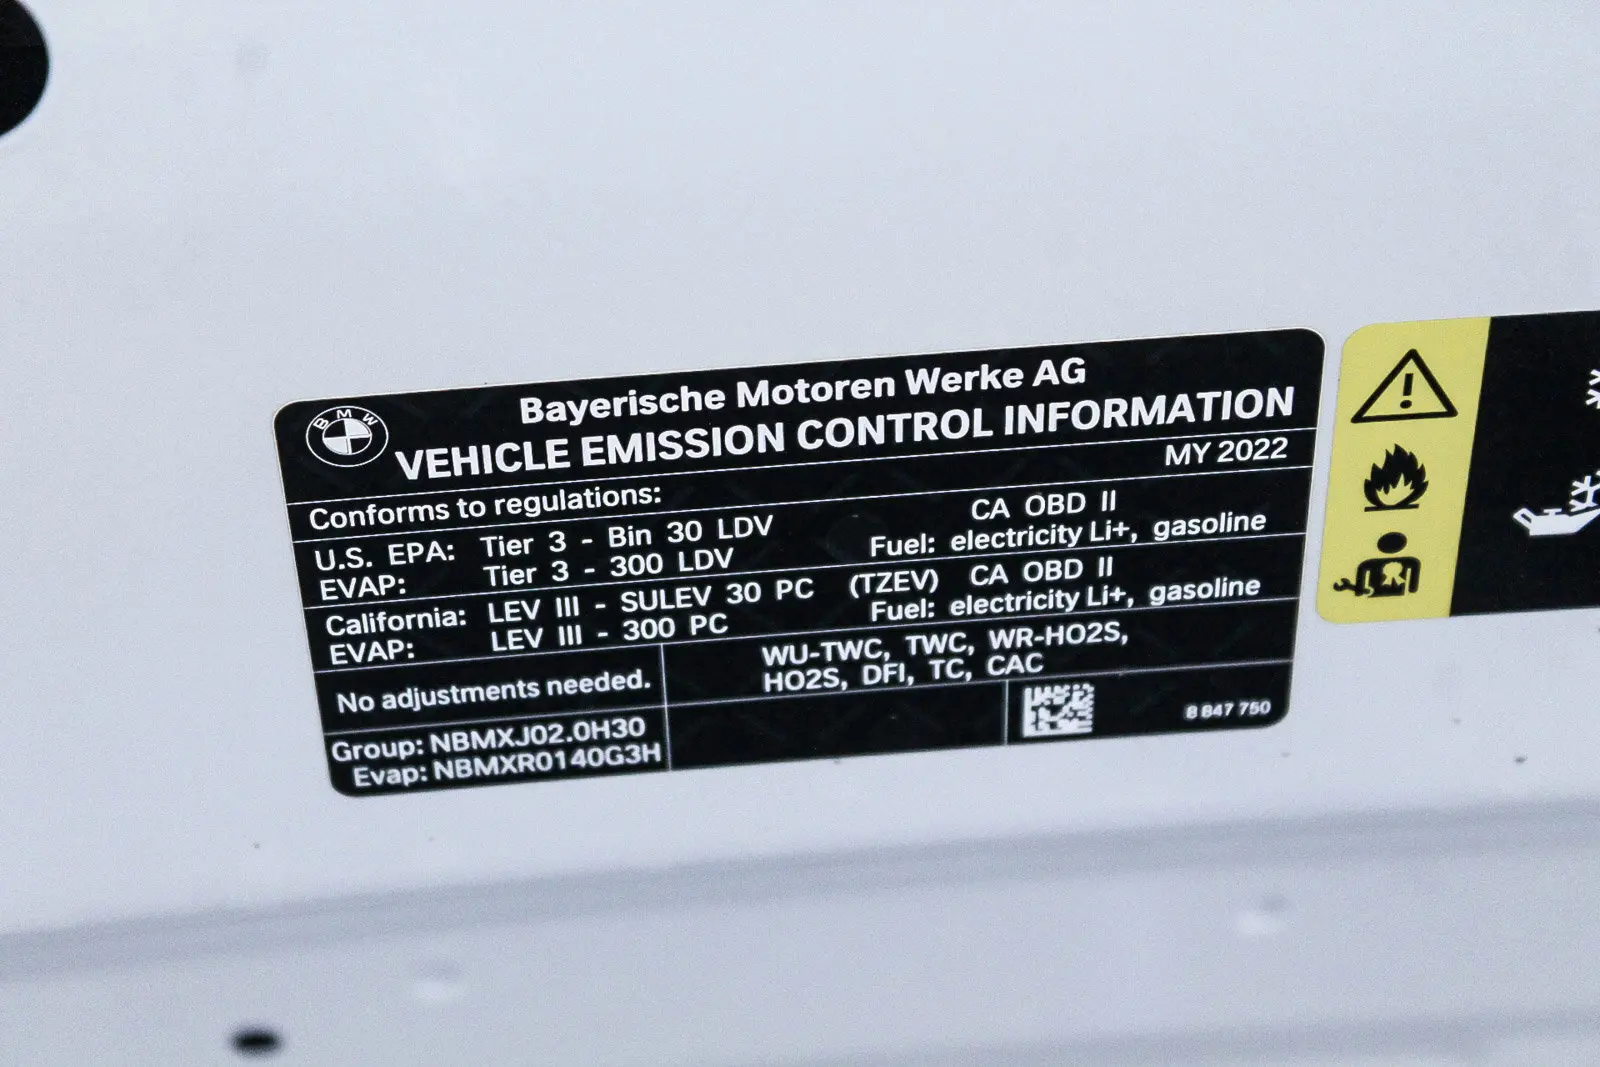 BMW
Bayerische Motoren Werke AG
VEHICLE EMISSION CONTROL INFORMATION
MY 2022
Conforms to regulations:
U.S. EPA: Tier 3 - Bin 30 LDV CA OBD II
EVAP: Tier 3 - 300 LDV Fuel: electricity Li+, gasoline
California: LEV III - SULEV 30 PC (TZEV) CA OBD II
EVAP: LEV III - 300 PC Fuel: electricity Li+, gasoline
No adjustments needed.
WU-TWC, TWC, WR-HO2S,
HO2S, DFI, TC, CAC
Group: NBMXJ02.0H30
Evap: NBMXR0140G3H
8 847 750